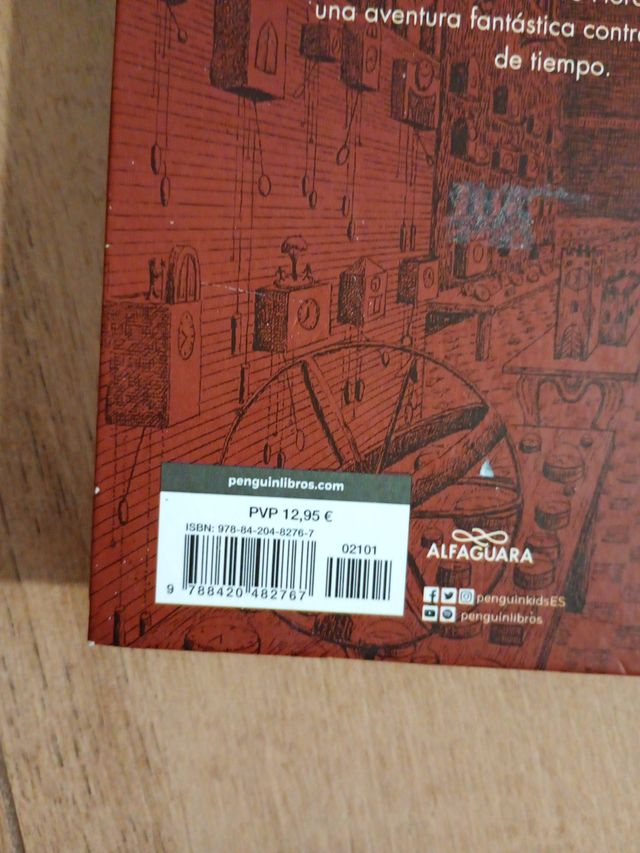 una aventura fantástica
de tiempo.
penguinlibros.com
PVP 12,95 €
ISBN: 978-84-204-8276-7
02101
9 788420 482767
ALFAGUARA
penguinkidsES
penguinlibros